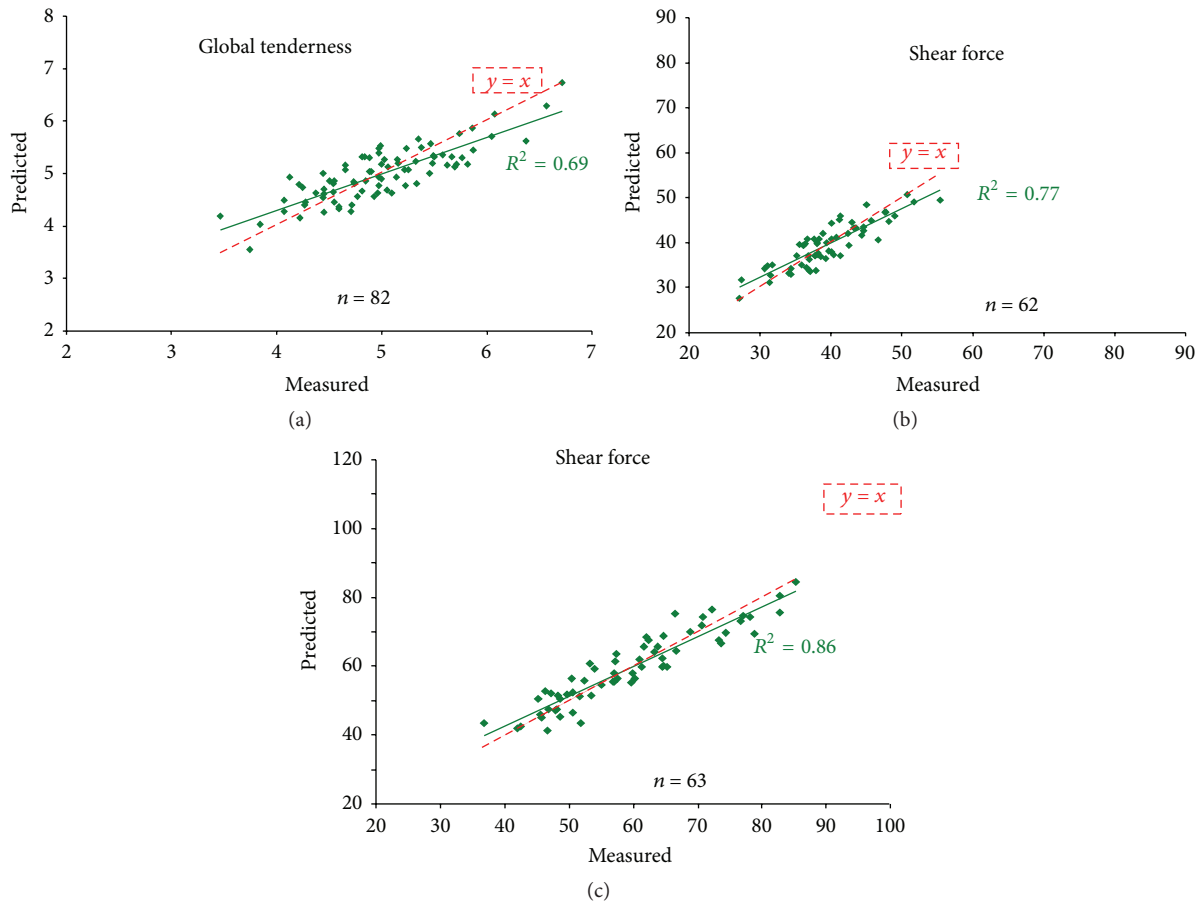 8
7
6
5
4
3
2
Predicted
Global tenderness
y = x
R² = 0.69
n = 82
2 3 4 5 6 7
Measured
(a)
90
80
70
60
50
40
30
20
Predicted
Shear force
y = x
R² = 0.77
n = 62
20 30 40 50 60 70 80 90
Measured
(b)
120
100
80
60
40
20
Predicted
Shear force
y = x
R² = 0.86
n = 63
20 30 40 50 60 70 80 90 100
Measured
(c)